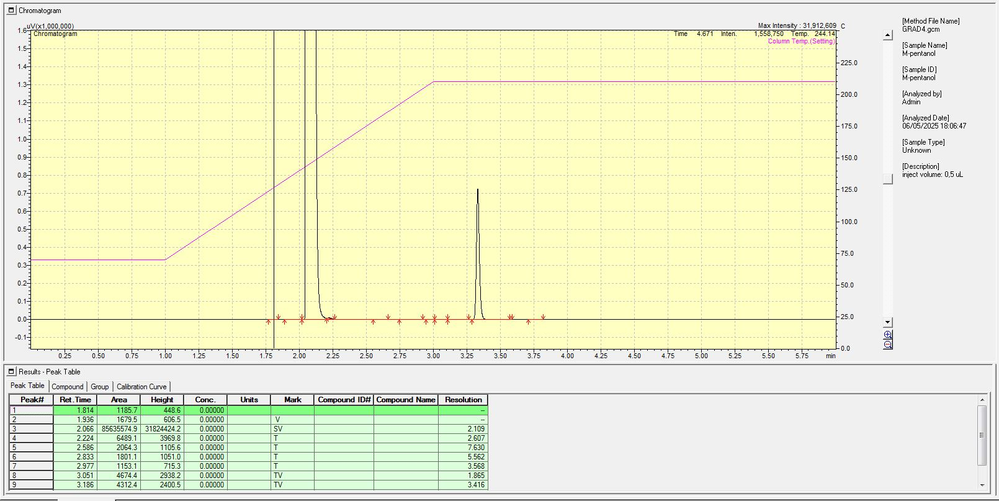 Chromatogram
uV(x1,000,000)
Max Intensity : 31,912,609 C
Chromatogram
Time 4.671 Inten. 1,558,750 Temp. 244.14
Column Temp.(Setting)
1.6
1.5
1.4
1.3
1.2
1.1
1.0
0.9
0.8
0.7
0.6
0.5
0.4
0.3
0.2
0.1
0.0
-0.1
225.0
200.0
175.0
150.0
125.0
100.0
75.0
50.0
25.0
0.0
0.25 0.50 0.75 1.00 1.25 1.50 1.75 2.00 2.25 2.50 2.75 3.00 3.25 3.50 3.75 4.00 4.25 4.50 4.75 5.00 5.25 5.50 5.75 min
[Method File Name]
GRAD4.gcm
[Sample Name]
M-pentanol
[Sample ID]
M-pentanol
[Analyzed by]
Admin
[Analyzed Date]
06/05/2025 18:06:47
[Sample Type]
Unknown
[Description]
inject volume: 0,5 uL
Results - Peak Table
Peak Table Compound Group Calibration Curve
Peak# Ret.Time Area Height Conc. Units Mark Compound ID# Compound Name Resolution
1 1.814 1185.7 448.6 0.00000 --
2 1.936 1679.5 606.5 0.00000 V --
3 2.066 85635574.9 31824424.2 0.00000 SV 2.109
4 2.224 6489.1 3969.8 0.00000 T 2.607
5 2.586 2064.3 1105.6 0.00000 T 7.630
6 2.833 1801.1 1051.0 0.00000 T 5.562
7 2.977 1153.1 715.3 0.00000 T 3.568
8 3.051 4674.4 2938.2 0.00000 TV 1.865
9 3.186 4312.4 2400.5 0.00000 TV 3.416